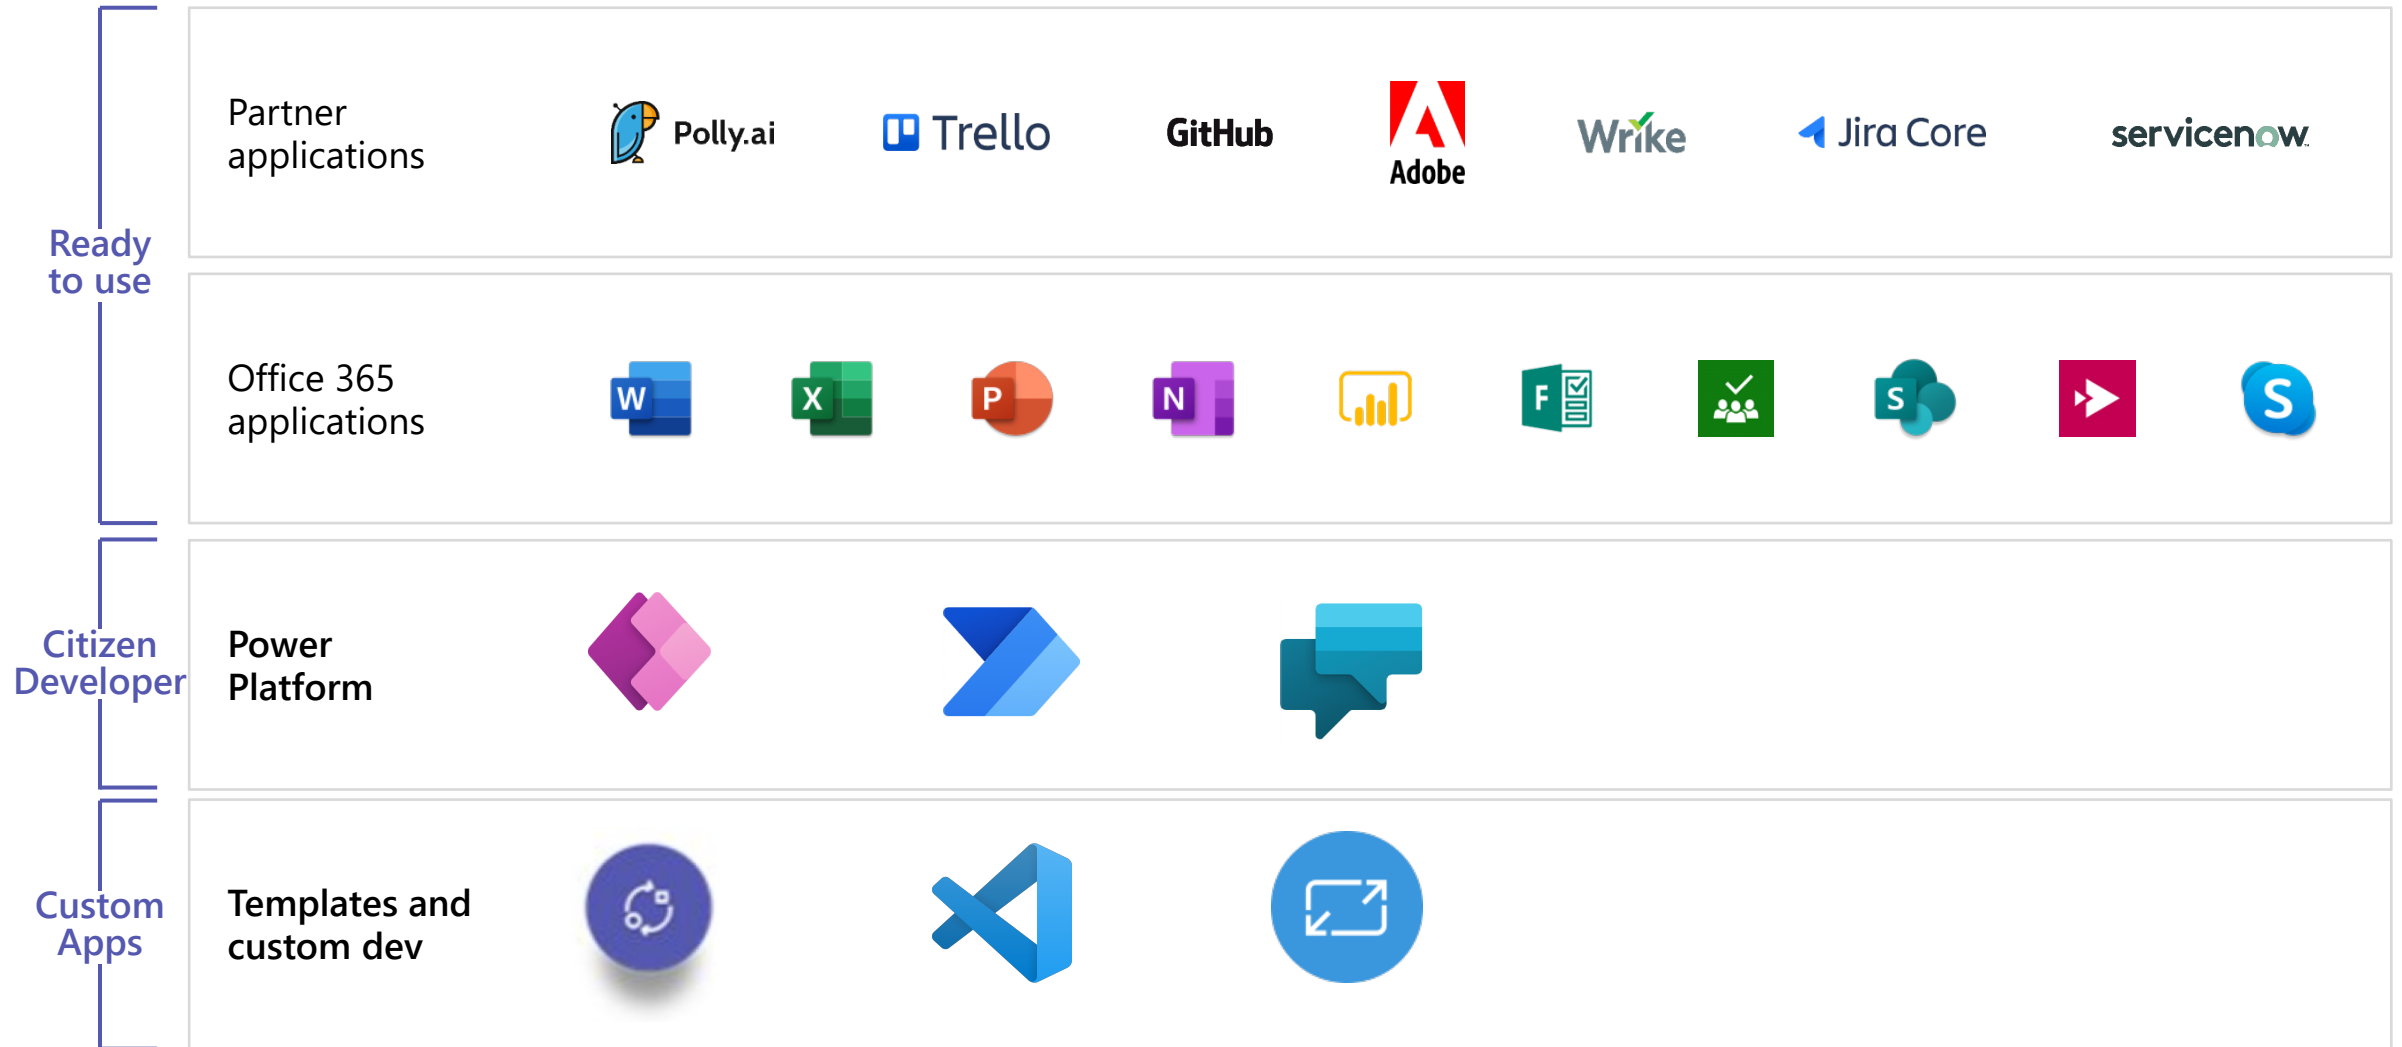 Partner
applications
Polly.ai
Trello
GitHub
Adobe
Wrike
Jira Core
servicenow
Ready
to use
Office 365
applications
W
X
P
N
F
S
S
Citizen
Developer
Power
Platform
Custom
Apps
Templates and
custom dev